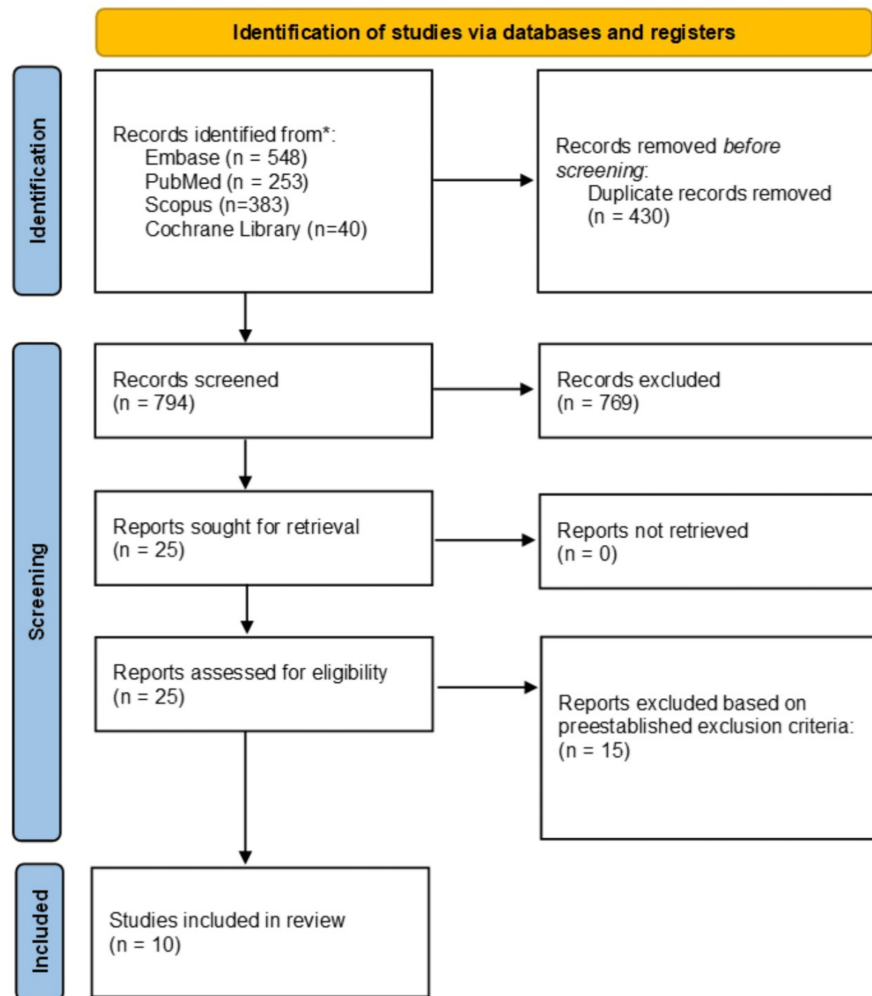 Identification of studies via databases and registers
Identification
Records identified from*:
Embase (n = 548)
PubMed (n = 253)
Scopus (n=383)
Cochrane Library (n=40)
Records removed before
screening:
Duplicate records removed
(n = 430)
Screening
Records screened
(n = 794)
Records excluded
(n = 769)
Reports sought for retrieval
(n = 25)
Reports not retrieved
(n = 0)
Reports assessed for eligibility
(n = 25)
Reports excluded based on
preestablished exclusion criteria:
(n = 15)
Included
Studies included in review
(n = 10)